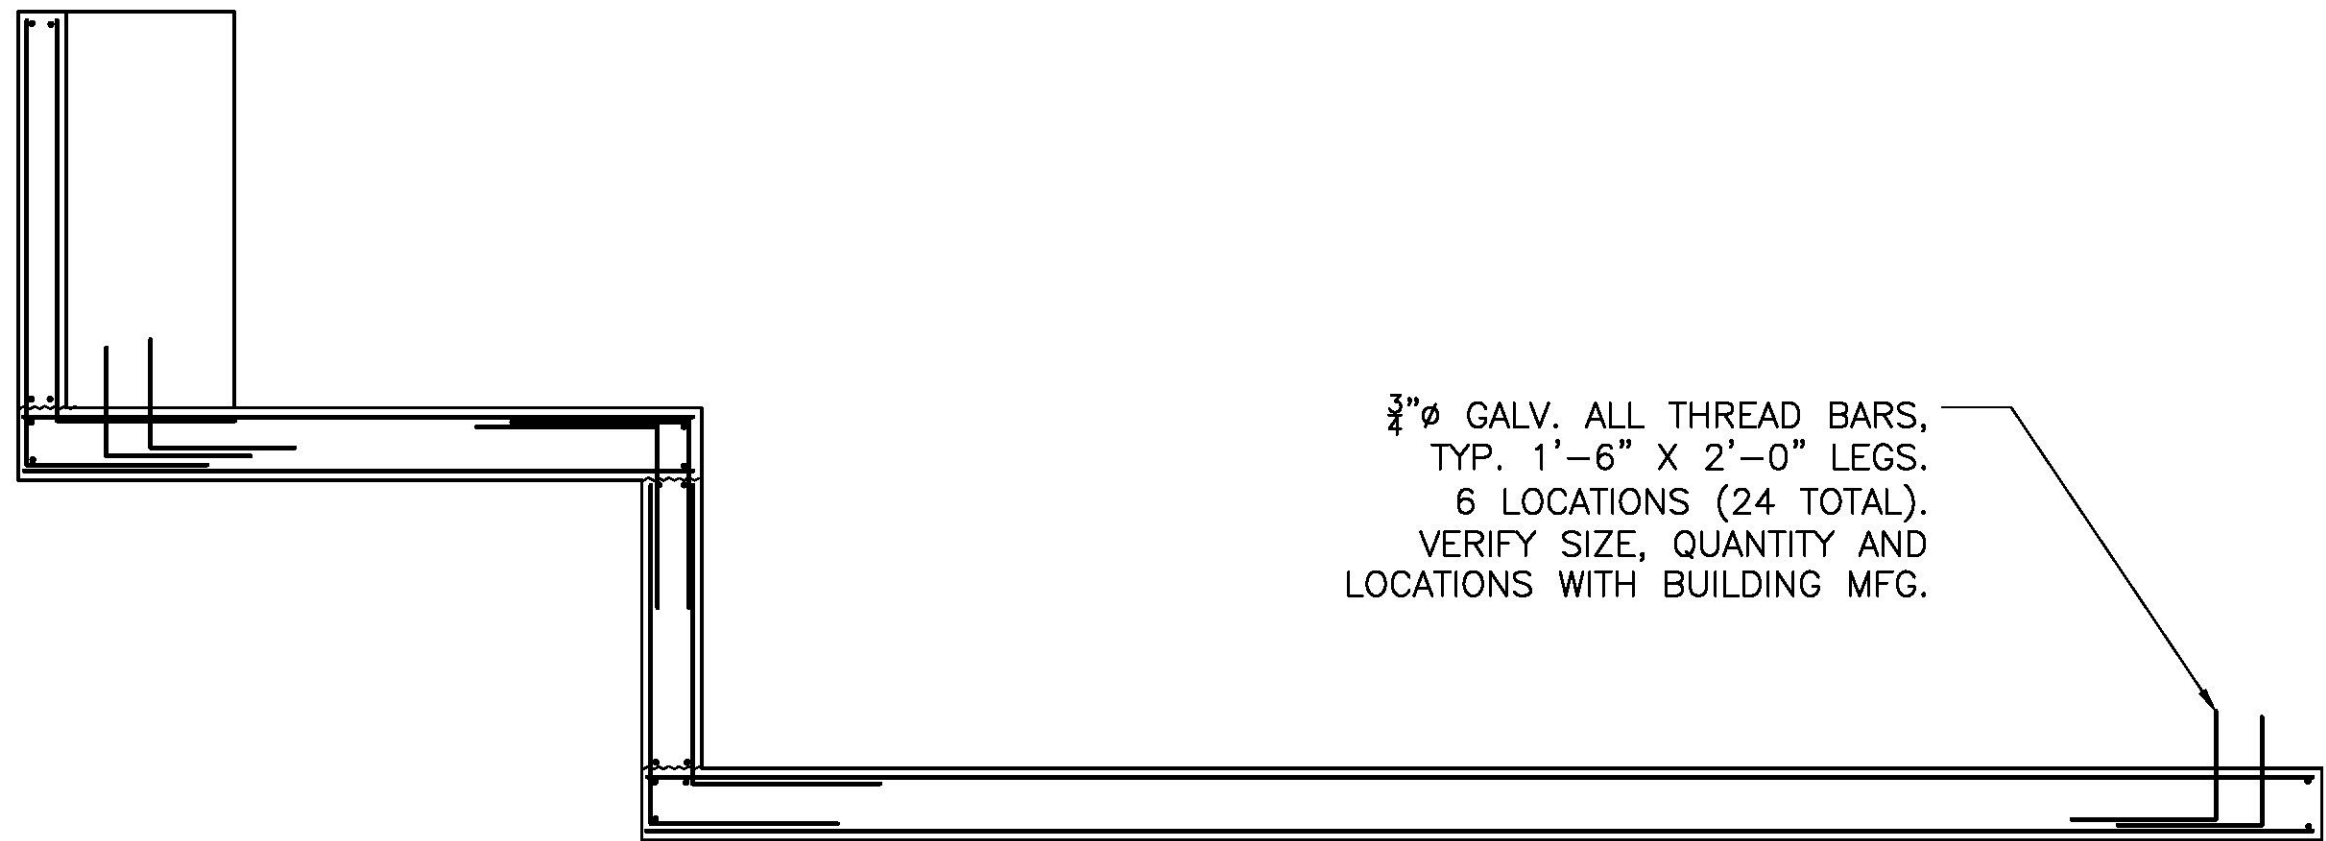 ¾"ø GALV. ALL THREAD BARS,
TYP. 1'-6" X 2'-0" LEGS.
6 LOCATIONS (24 TOTAL).
VERIFY SIZE, QUANTITY AND
LOCATIONS WITH BUILDING MFG.